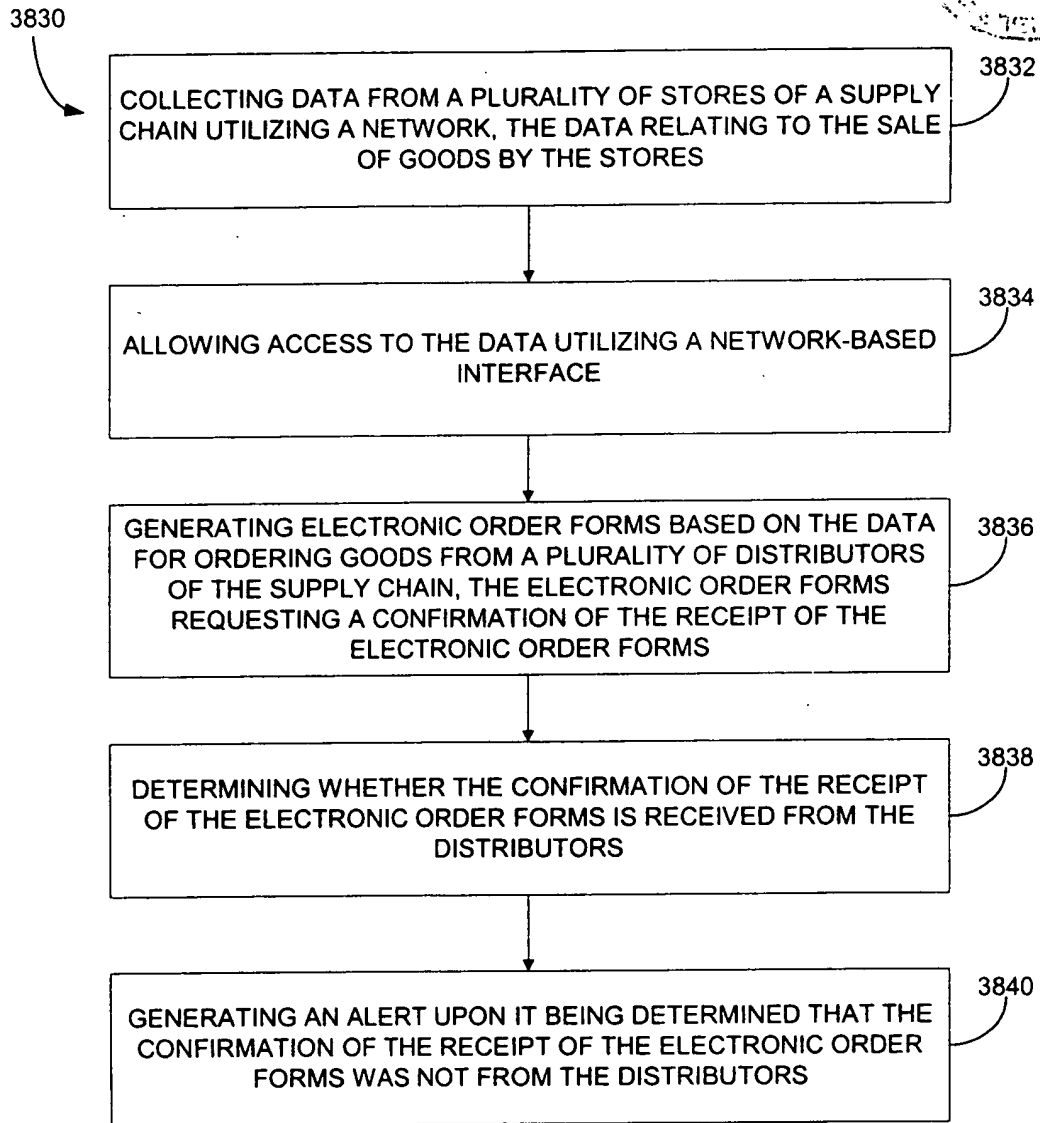 3830
3832
COLLECTING DATA FROM A PLURALITY OF STORES OF A SUPPLY
CHAIN UTILIZING A NETWORK, THE DATA RELATING TO THE SALE
OF GOODS BY THE STORES
3834
ALLOWING ACCESS TO THE DATA UTILIZING A NETWORK-BASED
INTERFACE
3836
GENERATING ELECTRONIC ORDER FORMS BASED ON THE DATA
FOR ORDERING GOODS FROM A PLURALITY OF DISTRIBUTORS
OF THE SUPPLY CHAIN, THE ELECTRONIC ORDER FORMS
REQUESTING A CONFIRMATION OF THE RECEIPT OF THE
ELECTRONIC ORDER FORMS
3838
DETERMINING WHETHER THE CONFIRMATION OF THE RECEIPT
OF THE ELECTRONIC ORDER FORMS IS RECEIVED FROM THE
DISTRIBUTORS
3840
GENERATING AN ALERT UPON IT BEING DETERMINED THAT THE
CONFIRMATION OF THE RECEIPT OF THE ELECTRONIC ORDER
FORMS WAS NOT FROM THE DISTRIBUTORS